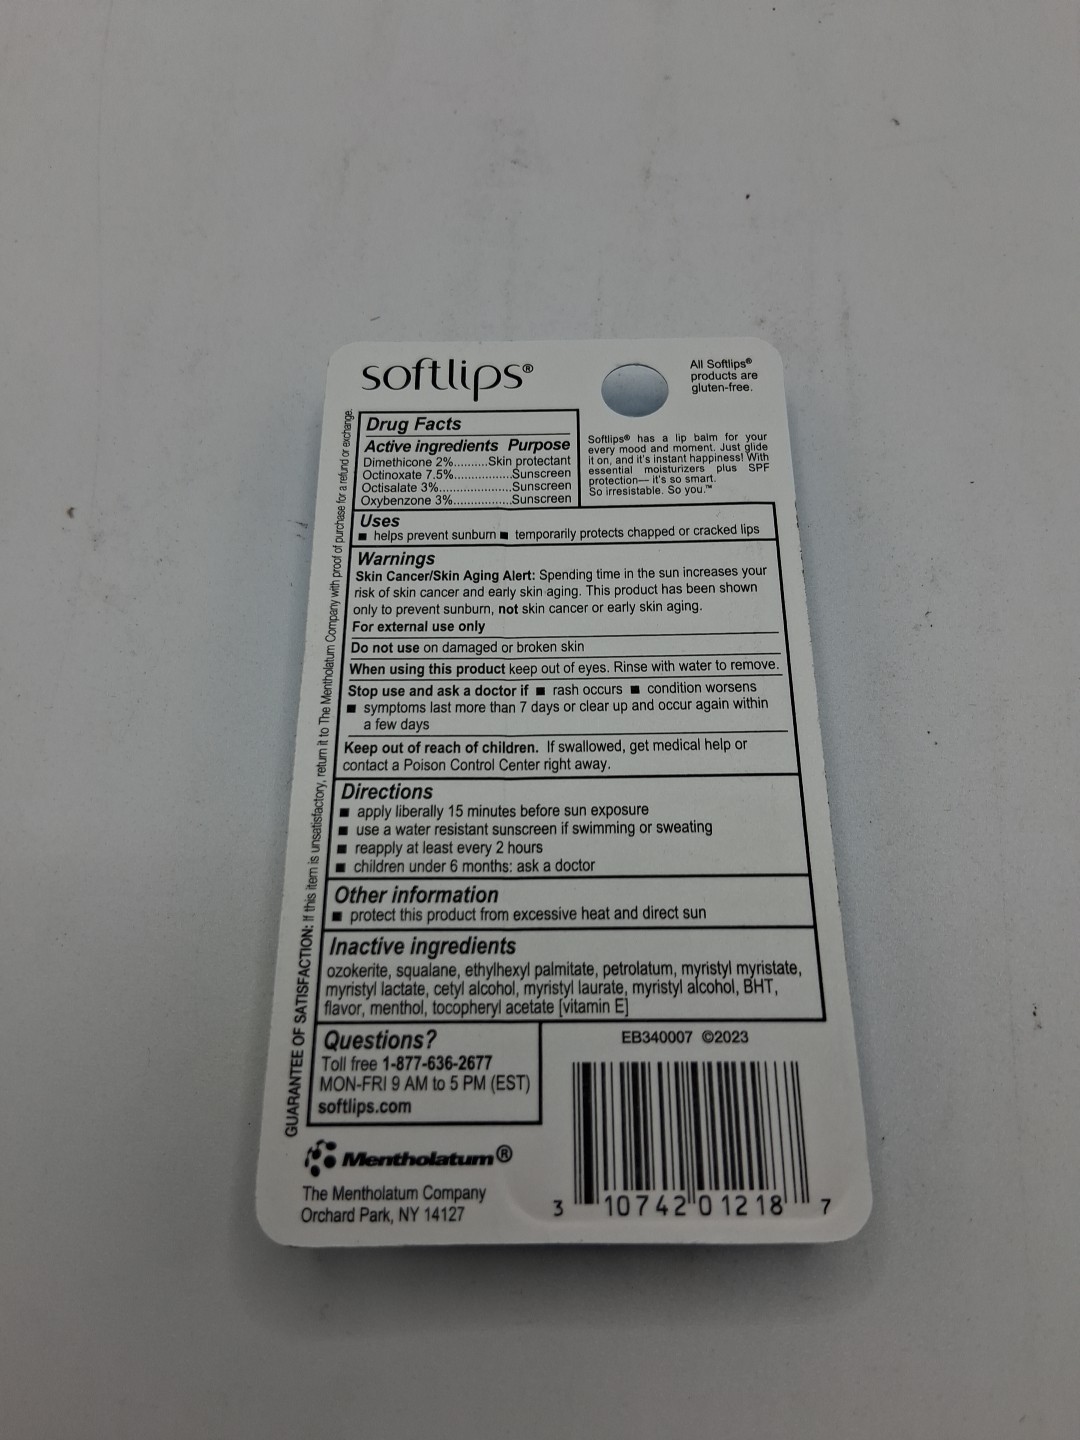 softlips®
All Softlips®
products are
gluten-free.
Drug Facts
Active ingredients Purpose
Dimethicone 2%..........Skin protectant
Octinoxate 7.5%.................Sunscreen
Octisalate 3%.....................Sunscreen
Oxybenzone 3%.................Sunscreen
Softlips® has a lip balm for your
every mood and moment. Just glide
it on, and it's instant happiness! With
essential moisturizers plus SPF
protection— it's so smart.
So irresistable. So you.™
Uses
■ helps prevent sunburn ■ temporarily protects chapped or cracked lips
Warnings
Skin Cancer/Skin Aging Alert: Spending time in the sun increases your
risk of skin cancer and early skin aging. This product has been shown
only to prevent sunburn, not skin cancer or early skin aging.
For external use only
Do not use on damaged or broken skin
When using this product keep out of eyes. Rinse with water to remove.
Stop use and ask a doctor if ■ rash occurs ■ condition worsens
■ symptoms last more than 7 days or clear up and occur again within
a few days
Keep out of reach of children. If swallowed, get medical help or
contact a Poison Control Center right away.
Directions
■ apply liberally 15 minutes before sun exposure
■ use a water resistant sunscreen if swimming or sweating
■ reapply at least every 2 hours
■ children under 6 months: ask a doctor
Other information
■ protect this product from excessive heat and direct sun
Inactive ingredients
ozokerite, squalane, ethylhexyl palmitate, petrolatum, myristyl myristate,
myristyl lactate, cetyl alcohol, myristyl laurate, myristyl alcohol, BHT,
flavor, menthol, tocopheryl acetate [vitamin E]
Questions?
Toll free 1-877-636-2677
MON-FRI 9 AM to 5 PM (EST)
softlips.com
EB340007 ©2023
Mentholatum®
The Mentholatum Company
Orchard Park, NY 14127
3 10742 01218 7
GUARANTEE OF SATISFACTION: If this item is unsatisfactory, return it to The Mentholatum Company with proof of purchase for a refund or exchange.